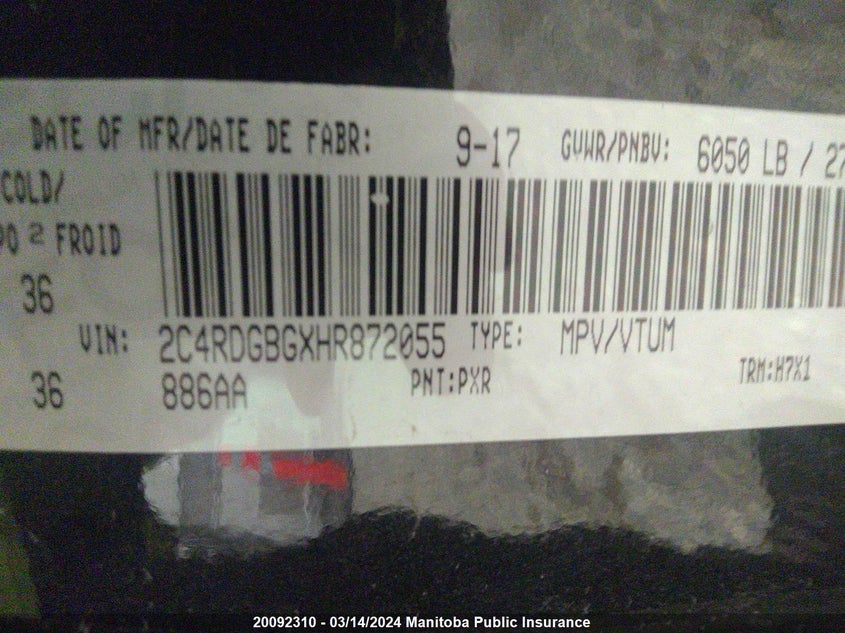 DATE OF MFR/DATE DE FABR: 9-17 GVWR/PNBV: 6050 LB / 27
COLD/
PO 2 FROID
36
VIN: 2C4RDGBGXHR872055 TYPE: MPV/VTUM
36 886AA PNT:PXR TRM:H7X1
20092310 - 03/14/2024 Manitoba Public Insurance